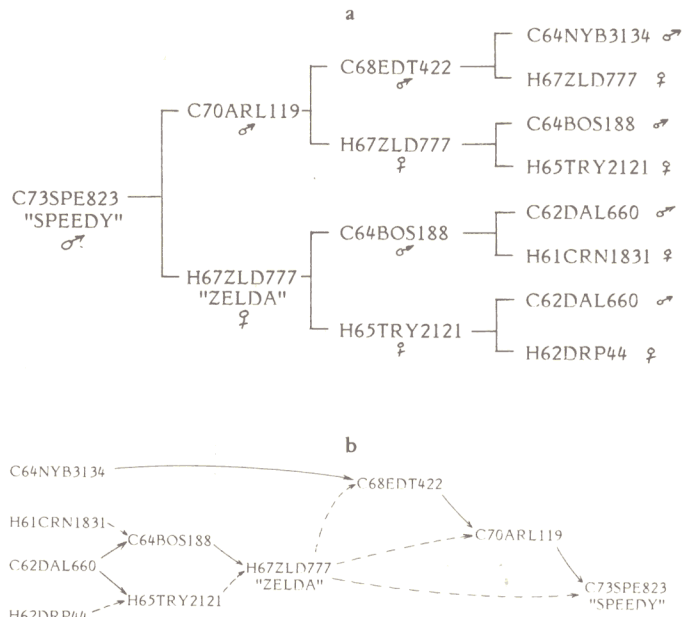 a
C64NYB3134 ♂
C68EDT422
♂
H67ZLD777 ♀
C70ARL119
♂
C64BOS188 ♂
H67ZLD777
♀
H65TRY2121 ♀
C73SPE823
"SPEEDY"
♂
C62DAL660 ♂
C64BOS188
♂
H61CRN1831 ♀
H67ZLD777
"ZELDA"
♀
C62DAL660 ♂
H65TRY2121
♀
H62DRP44 ♀
b
C64NYB3134
C68EDT422
H61CRN1831
C64BOS188
C70ARL119
C62DAL660
H67ZLD777
"ZELDA"
C73SPE823
"SPEEDY"
H65TRY2121
H62DRP44